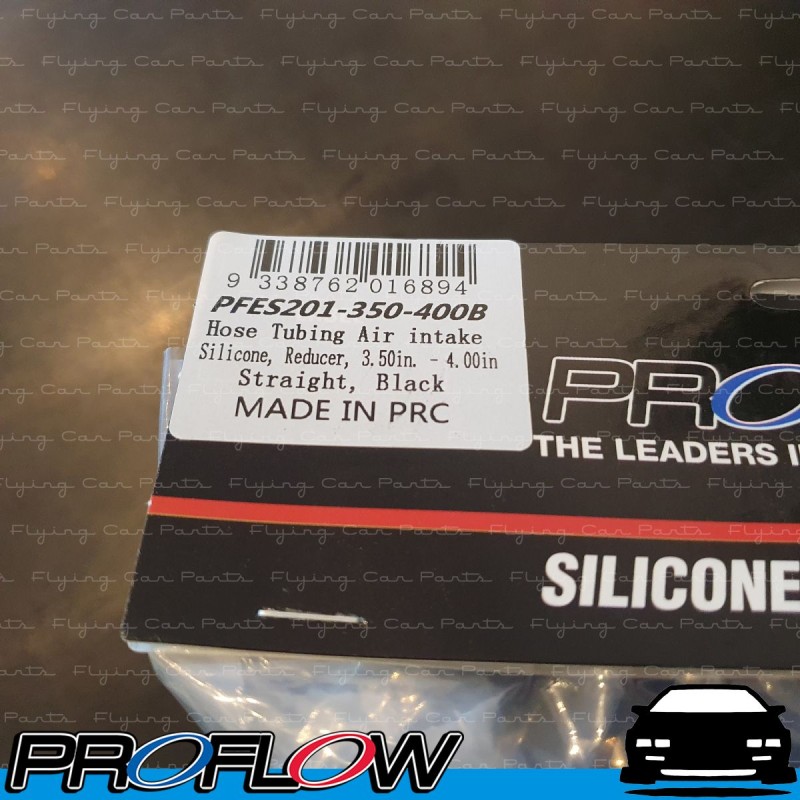 Flying Car Parts
9 338762 016894
PFES201-350-400B
Hose Tubing Air intake
Silicone, Reducer, 3.50in. - 4.00in
Straight, Black
MADE IN PRC
PRO
THE LEADERS I
SILICONE
PROFLOW